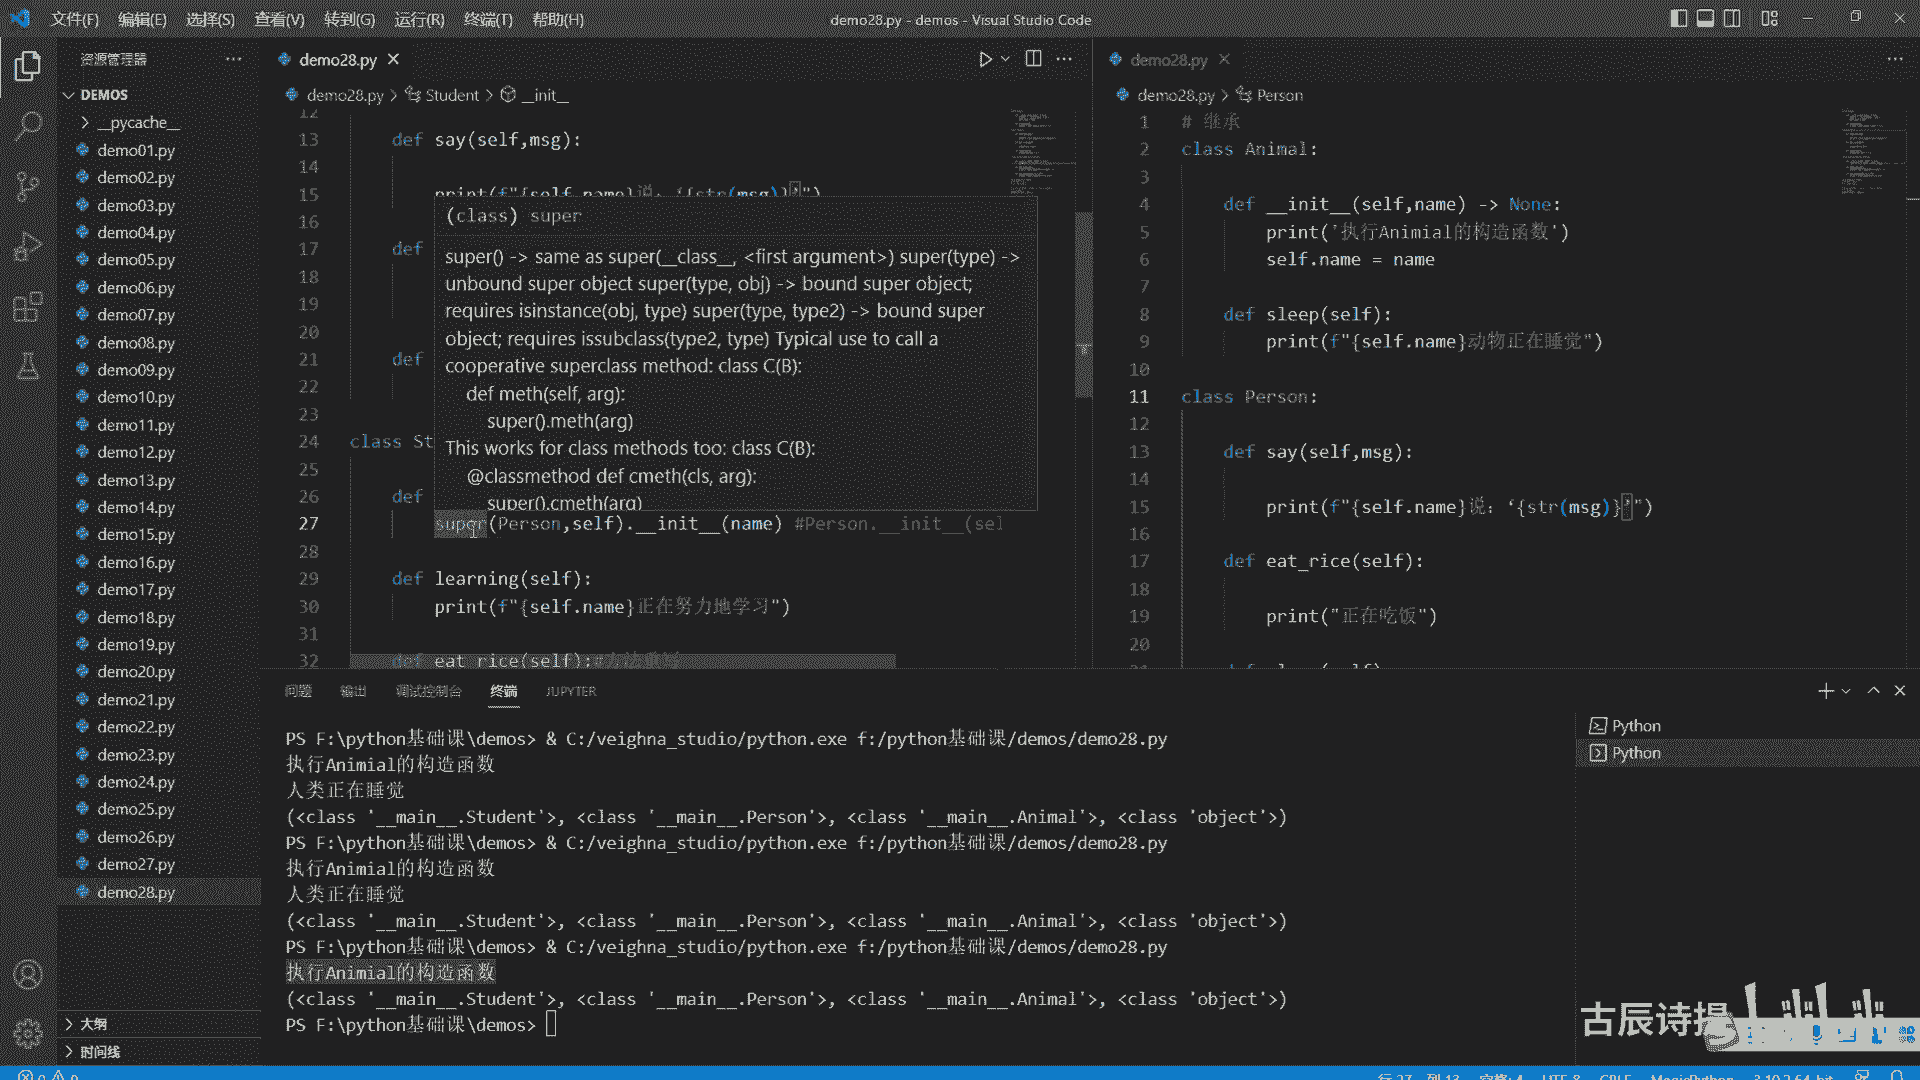 文件(F) 编辑(E) 选择(S) 查看(V) 转到(G) 运行(R) 终端(T) 帮助(H)
demo28.py - demos - Visual Studio Code
资源管理器
DEMOS
__pycache__
demo01.py
demo02.py
demo03.py
demo04.py
demo05.py
demo06.py
demo07.py
demo08.py
demo09.py
demo10.py
demo11.py
demo12.py
demo13.py
demo14.py
demo15.py
demo16.py
demo17.py
demo18.py
demo19.py
demo20.py
demo21.py
demo22.py
demo23.py
demo24.py
demo25.py
demo26.py
demo27.py
demo28.py
大纲
时间线
demo28.py
demo28.py > Student > __init__
12
13 def say(self,msg):
14
15 print(f"{self.name}说：‘{str(msg)}’")
16
17 def
18
19
20
21 def
22
23
24 class St
25
26 def
27 super(Person,self).__init__(name) #Person.__init__(sel
28
29 def learning(self):
30 print(f"{self.name}正在努力地学习")
31
32 def eat_rice(self):#方法重写
(class) super
super() -> same as super(__class__, <first argument>) super(type) ->
unbound super object super(type, obj) -> bound super object;
requires isinstance(obj, type) super(type, type2) -> bound super
object; requires issubclass(type2, type) Typical use to call a
cooperative superclass method: class C(B):
def meth(self, arg):
super().meth(arg)
This works for class methods too: class C(B):
@classmethod def cmeth(cls, arg):
super().cmeth(arg)
demo28.py
demo28.py > Person
1 # 继承
2 class Animal:
3
4 def __init__(self,name) -> None:
5 print('执行Animial的构造函数')
6 self.name = name
7
8 def sleep(self):
9 print(f"{self.name}动物正在睡觉")
10
11 class Person:
12
13 def say(self,msg):
14
15 print(f"{self.name}说：‘{str(msg)}’")
16
17 def eat_rice(self):
18
19 print("正在吃饭")
20
问题 输出 调试控制台 终端 JUPYTER
PS F:\python基础课\demos> & C:/veighna_studio/python.exe f:/python基础课/demos/demo28.py
执行Animial的构造函数
人类正在睡觉
(<class '__main__.Student'>, <class '__main__.Person'>, <class '__main__.Animal'>, <class 'object'>)
PS F:\python基础课\demos> & C:/veighna_studio/python.exe f:/python基础课/demos/demo28.py
执行Animial的构造函数
人类正在睡觉
(<class '__main__.Student'>, <class '__main__.Person'>, <class '__main__.Animal'>, <class 'object'>)
PS F:\python基础课\demos> & C:/veighna_studio/python.exe f:/python基础课/demos/demo28.py
执行Animial的构造函数
(<class '__main__.Student'>, <class '__main__.Person'>, <class '__main__.Animal'>, <class 'object'>)
PS F:\python基础课\demos>
Python
Python
古辰诗提